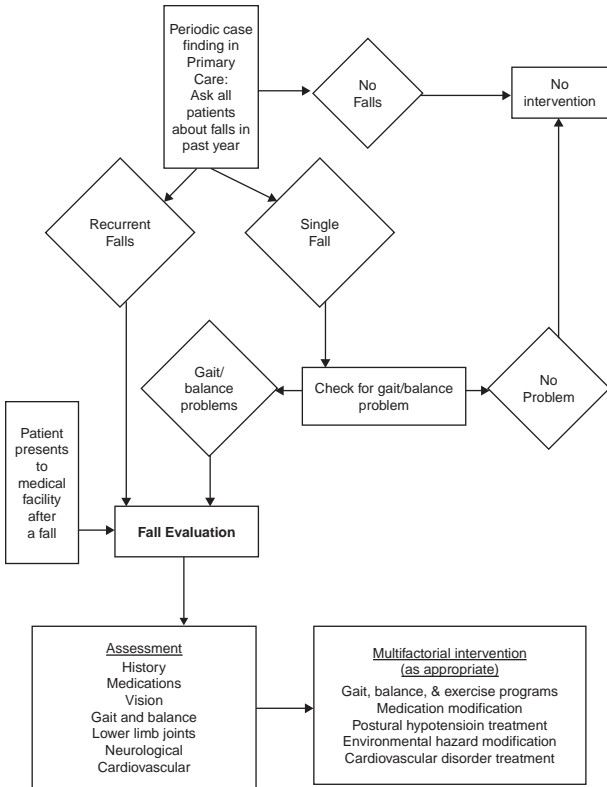 Periodic case
finding in
Primary
Care:
Ask all
patients
about falls in
past year
No
Falls
No
intervention
Recurrent
Falls
Single
Fall
Gait/
balance
problems
Check for gait/balance
problem
No
Problem
Patient
presents
to
medical
facility
after
a fall
Fall Evaluation
Assessment
History
Medications
Vision
Gait and balance
Lower limb joints
Neurological
Cardiovascular
Multifactorial intervention
(as appropriate)
Gait, balance, & exercise programs
Medication modification
Postural hypotensioin treatment
Environmental hazard modification
Cardiovascular disorder treatment